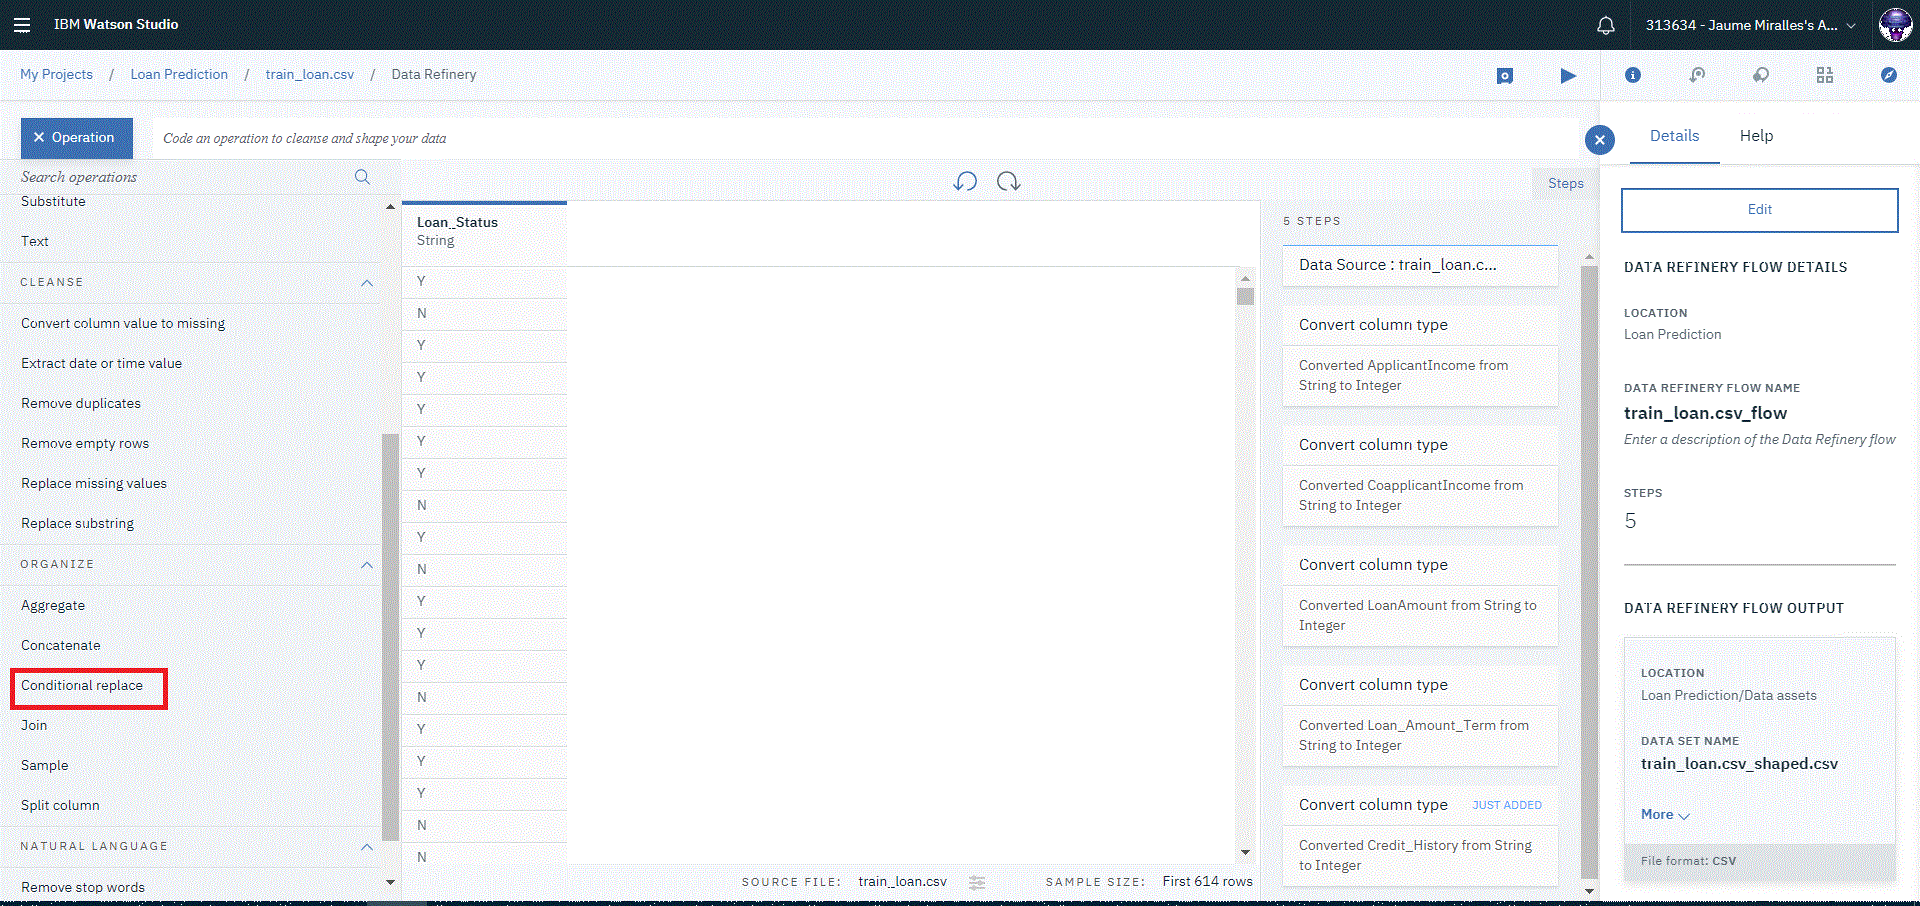 IBM Watson Studio
313634 - Jaume Miralles's A...
My Projects / Loan Prediction / train_loan.csv / Data Refinery
Operation
Code an operation to cleanse and shape your data
Search operations
Substitute
Text
CLEANSE
Convert column value to missing
Extract date or time value
Remove duplicates
Remove empty rows
Replace missing values
Replace substring
ORGANIZE
Aggregate
Concatenate
Conditional replace
Join
Sample
Split column
NATURAL LANGUAGE
Remove stop words
Loan_Status
String
Y
N
Y
Y
Y
Y
Y
N
Y
N
Y
Y
Y
N
Y
Y
Y
N
N
SOURCE FILE: train_loan.csv
SAMPLE SIZE: First 614 rows
Steps
5 STEPS
Data Source : train_loan.c...
Convert column type
Converted ApplicantIncome from
String to Integer
Convert column type
Converted CoapplicantIncome from
String to Integer
Convert column type
Converted LoanAmount from String to
Integer
Convert column type
Converted Loan_Amount_Term from
String to Integer
Convert column type JUST ADDED
Converted Credit_History from String
to Integer
Details
Help
Edit
DATA REFINERY FLOW DETAILS
LOCATION
Loan Prediction
DATA REFINERY FLOW NAME
train_loan.csv_flow
Enter a description of the Data Refinery flow
STEPS
5
DATA REFINERY FLOW OUTPUT
LOCATION
Loan Prediction/Data assets
DATA SET NAME
train_loan.csv_shaped.csv
More
File format: CSV